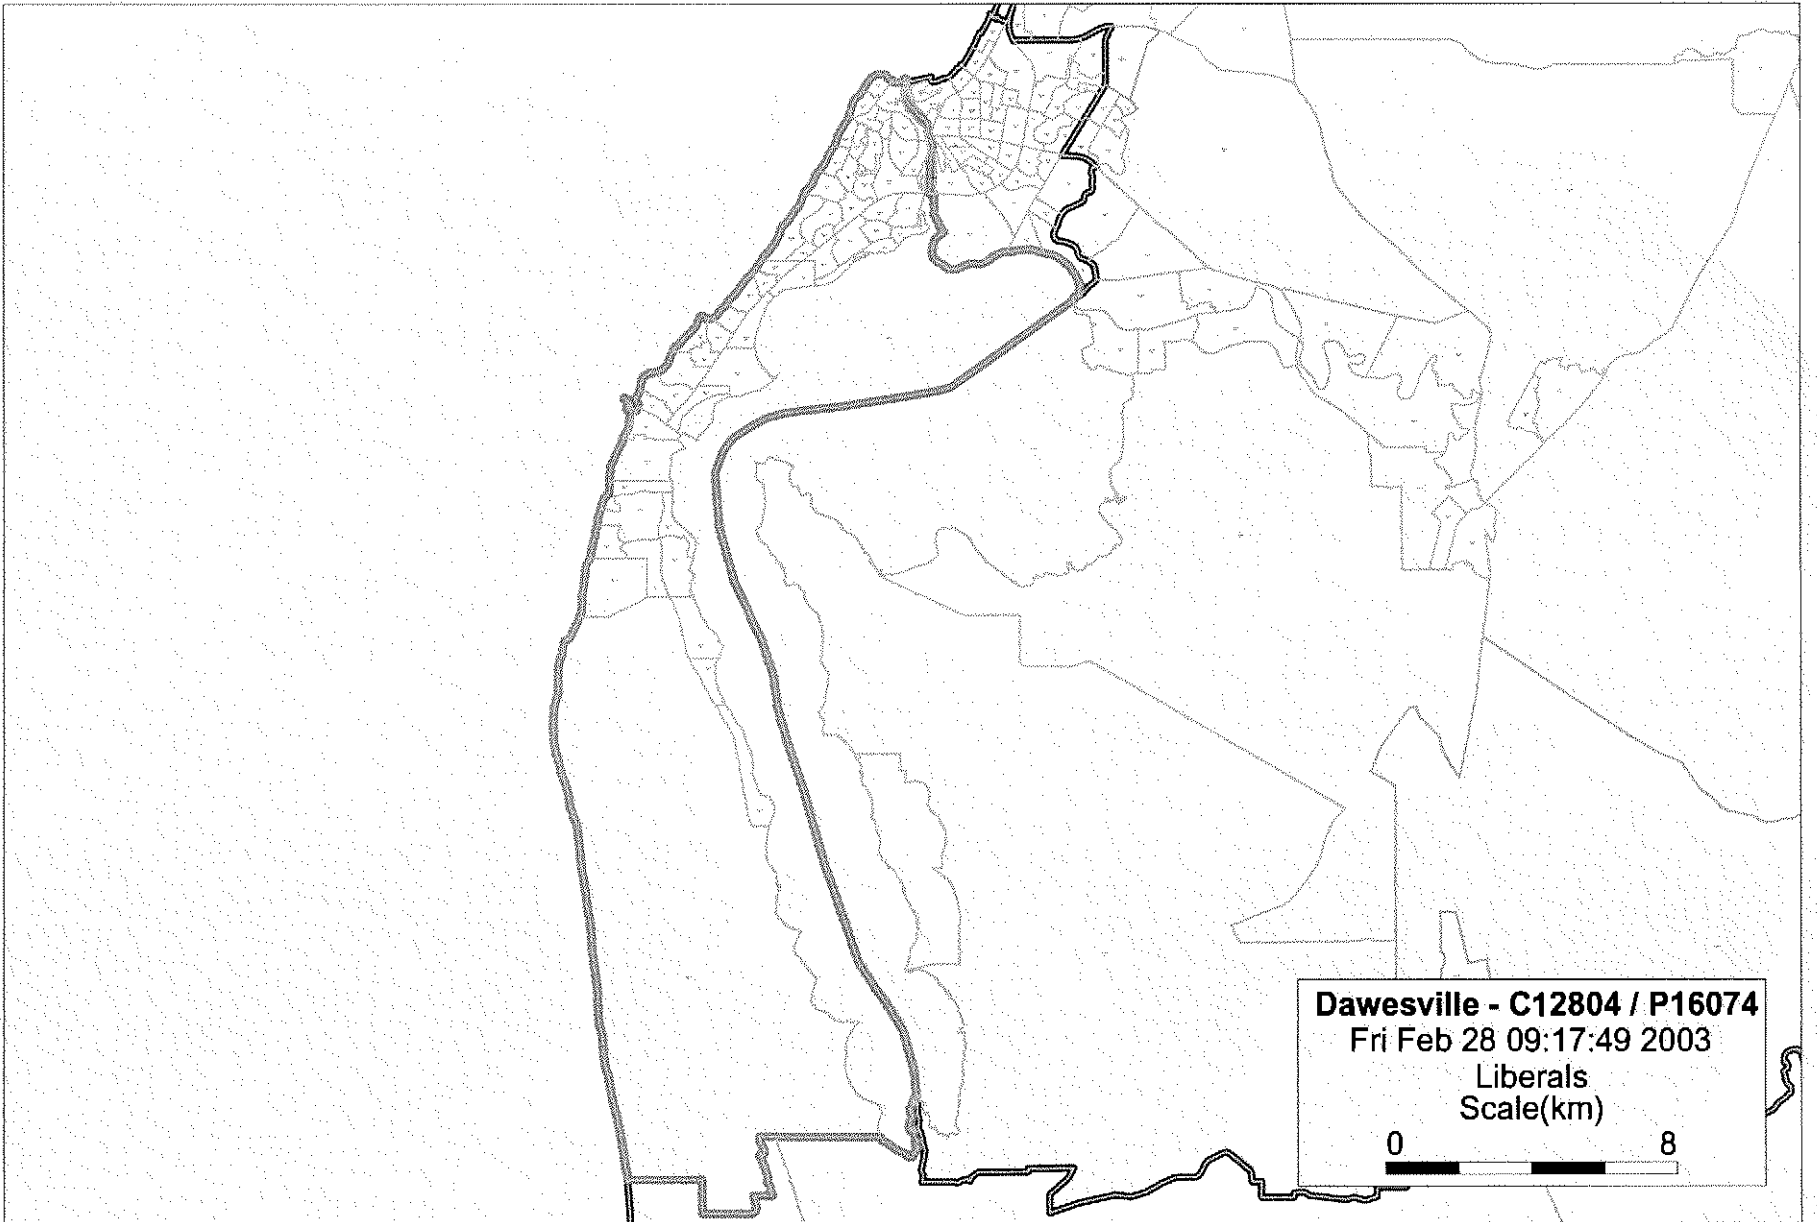 Dawesville - C12804 / P16074
Fri Feb 28 09:17:49 2003
Liberals
Scale(km)
0 8